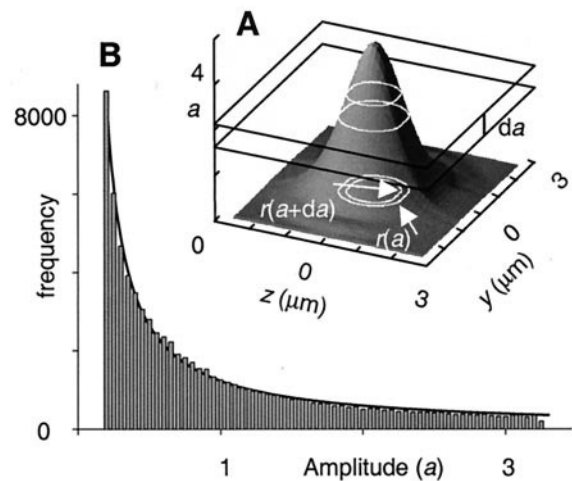 B
A
8000
frequency
0
1
Amplitude (a)
3
4
a
0
da
r(a+da)
r(a)
0
z (μm)
3
y (μm)
0
3